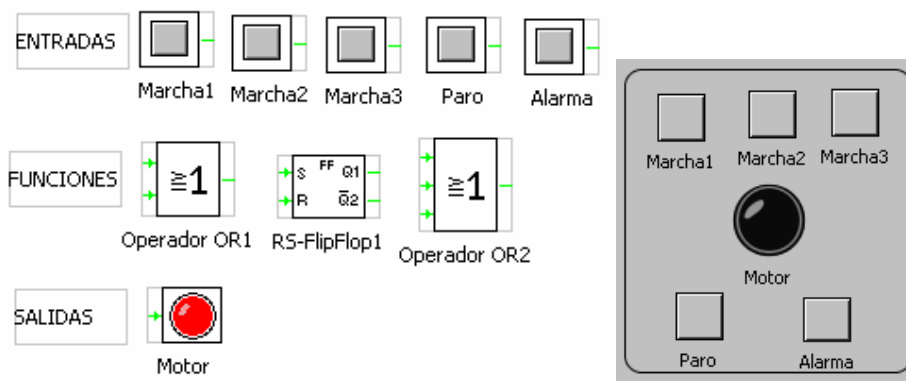 ENTRADAS
Marcha1 Marcha2 Marcha3 Paro Alarma
FUNCIONES
≧1
Operador OR1
S FF Q1
R Q̅2
RS-FlipFlop1
≧1
Operador OR2
SALIDAS
Motor
Marcha1 Marcha2 Marcha3
Motor
Paro Alarma